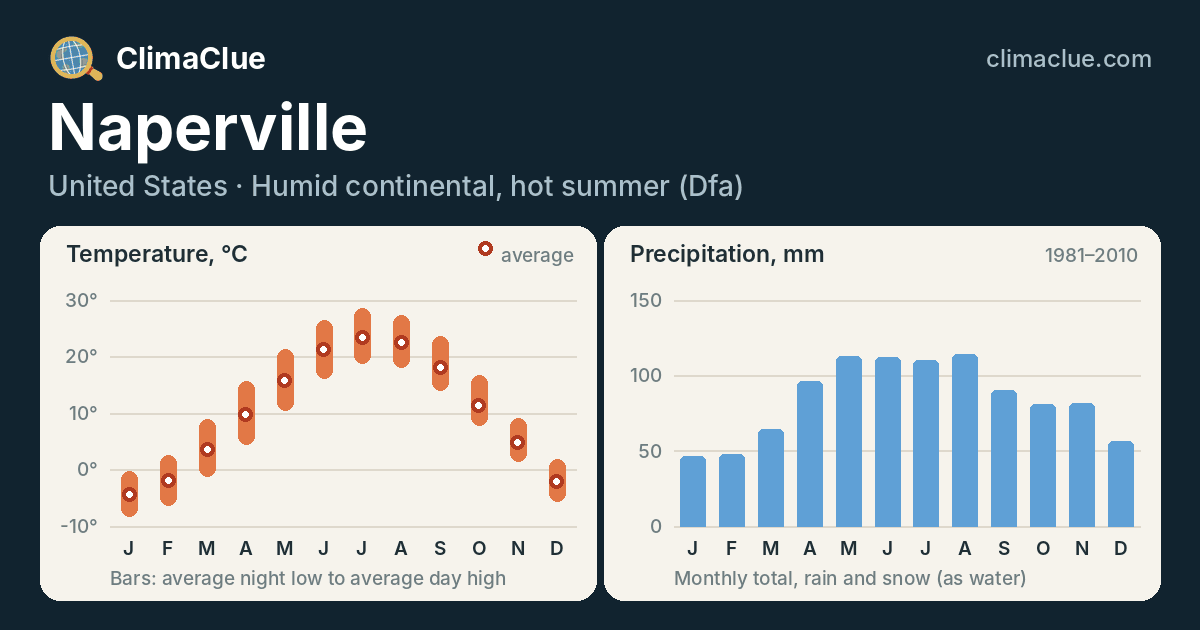 ClimaClue
climaclue.com
Naperville
United States · Humid continental, hot summer (Dfa)
Temperature, °C
average
30°
20°
10°
0°
-10°
J F M A M J J A S O N D
Bars: average night low to average day high
Precipitation, mm
1981–2010
150
100
50
0
J F M A M J J A S O N D
Monthly total, rain and snow (as water)